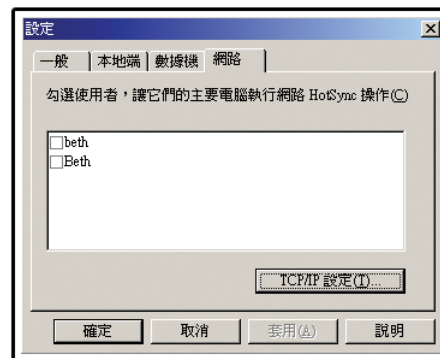 設定
一般 本地端 數據機 網路
勾選使用者，讓它們的主要電腦執行網路 HotSync 操作(C)
beth
Beth
TCP/IP 設定(T)...
確定 取消 套用(A) 說明